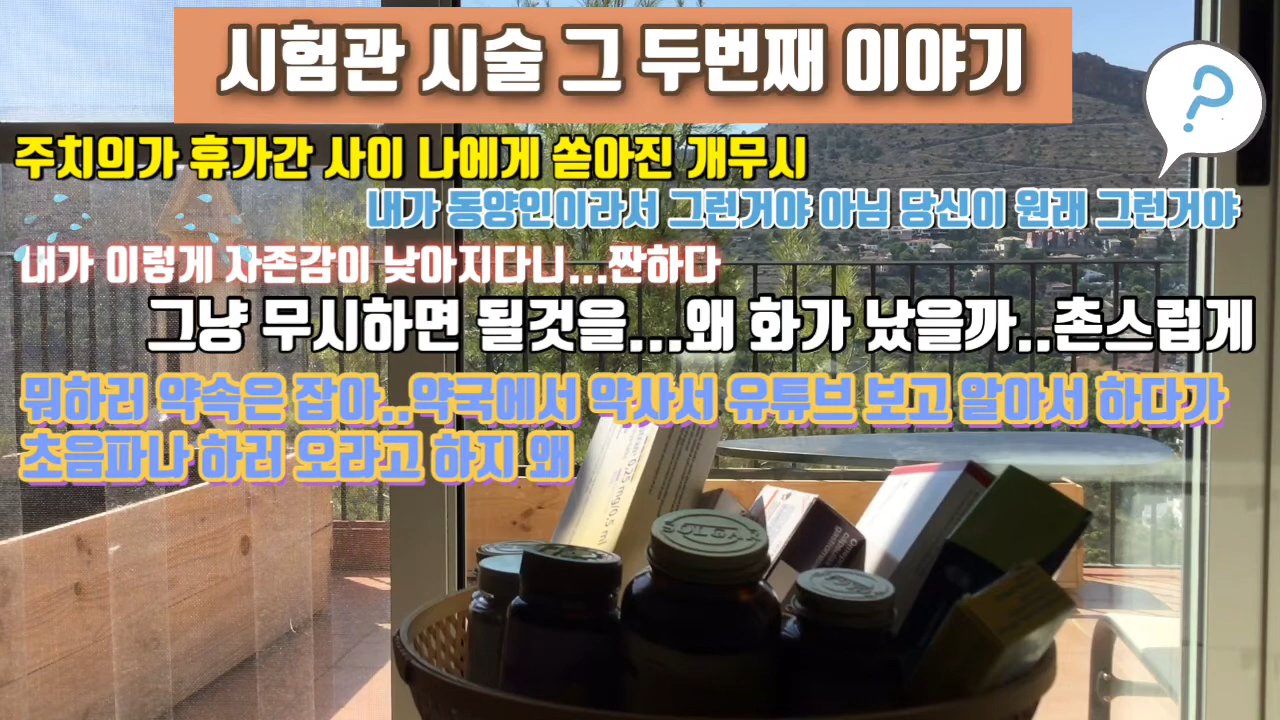 시험관 시술 그 두번째 이야기
?
주치의가 휴가간 사이 나에게 쏟아진 개무시
내가 동양인이라서 그런거야 아님 당신이 원래 그런거야
내가 이렇게 자존감이 낮아지다니...짠하다
그냥 무시하면 될것을...왜 화가 났을까..촌스럽게
뭐하러 약속은 잡아..약국에서 약사서 유튜브 보고 알아서 하다가
초음파나 하러 오라고 하지 왜
0.25 mg/0.5 ml